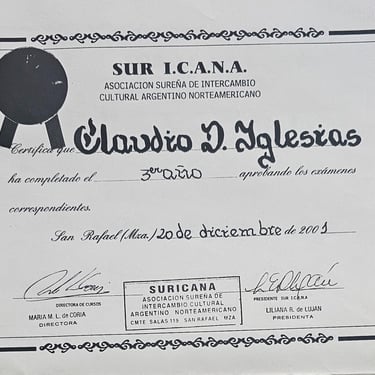 SUR I.C.A.N.A.
ASOCIACION SUREÑA DE INTERCAMBIO
CULTURAL ARGENTINO NORTEAMERICANO
Certifica que Claudio D. Iglesias
ha completado el 3er año aprobando los exámenes
correspondientes.
San Rafael (Mza.) 20 de diciembre de 2001
DIRECTORA DE CURSOS
MARIA M. L. de CORIA
DIRECTORA
SURICANA
ASOCIACION SUREÑA DE
INTERCAMBIO CULTURAL
ARGENTINO NORTEAMERICANO
CMTE SALAS 119 SAN RAFAEL MZA
PRESIDENTE SUR I.C.A.N.A
LILIANA R. de LUJAN
PRESIDENTA